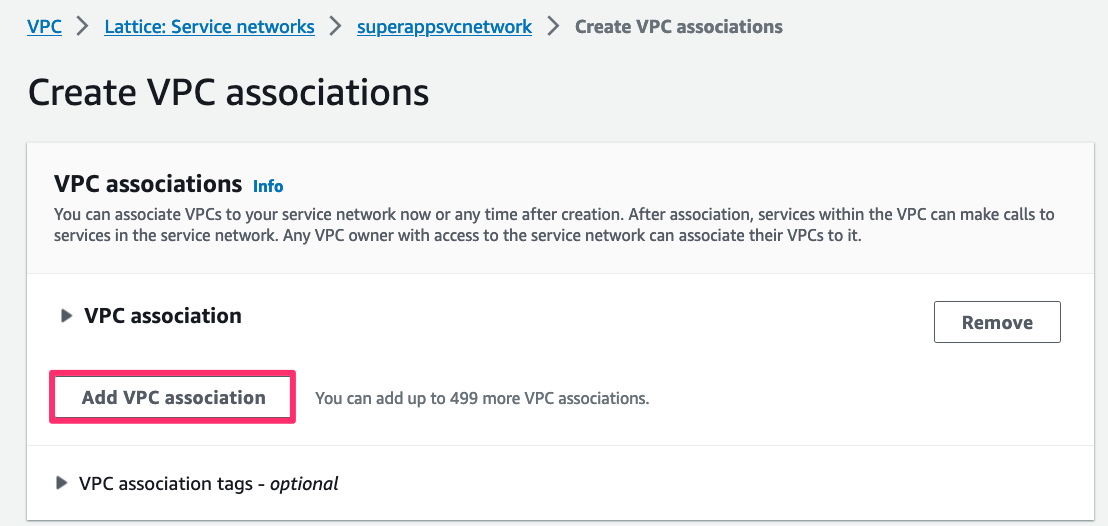 VPC > Lattice: Service networks > superappsvcnetwork > Create VPC associations
Create VPC associations
VPC associations Info
You can associate VPCs to your service network now or any time after creation. After association, services within the VPC can make calls to
services in the service network. Any VPC owner with access to the service network can associate their VPCs to it.
VPC association
Remove
Add VPC association You can add up to 499 more VPC associations.
VPC association tags - optional